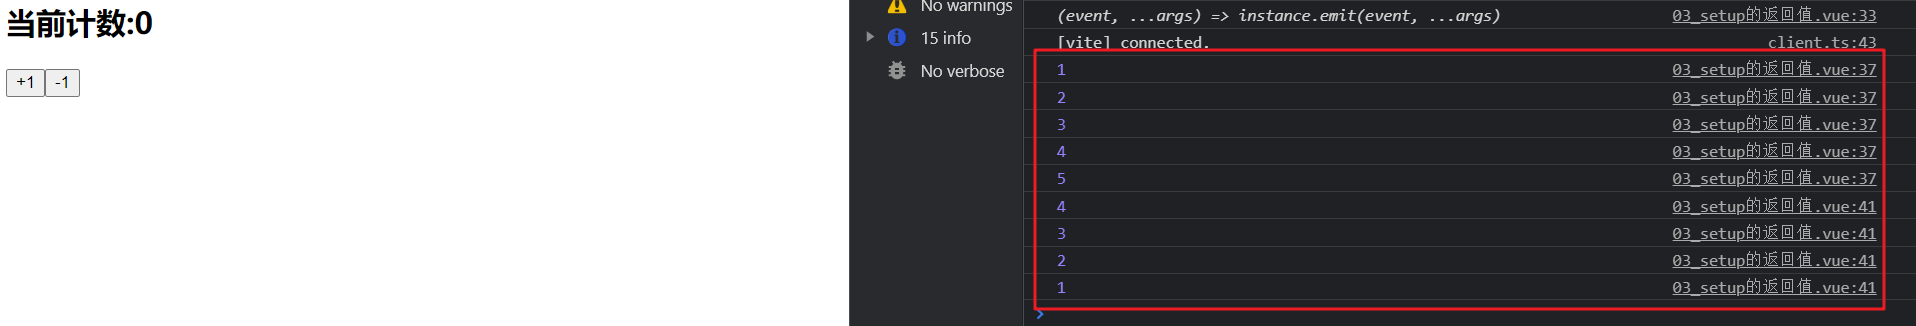 当前计数:0
+1 -1
No warnings
15 info
No verbose
(event, ...args) => instance.emit(event, ...args) 03_setup的返回值.vue:33
[vite] connected. client.ts:43
1 03_setup的返回值.vue:37
2 03_setup的返回值.vue:37
3 03_setup的返回值.vue:37
4 03_setup的返回值.vue:37
5 03_setup的返回值.vue:37
4 03_setup的返回值.vue:41
3 03_setup的返回值.vue:41
2 03_setup的返回值.vue:41
1 03_setup的返回值.vue:41